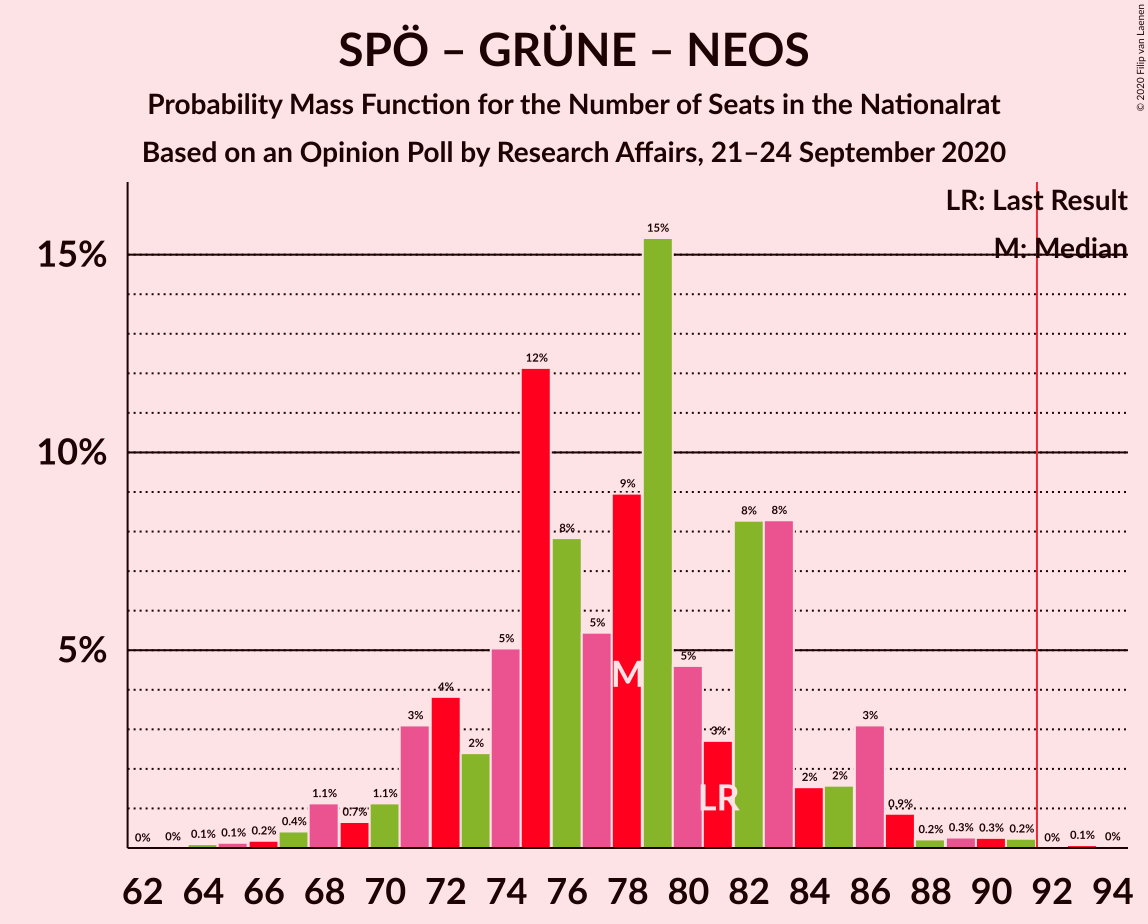 SPÖ – GRÜNE – NEOS
Probability Mass Function for the Number of Seats in the Nationalrat
Based on an Opinion Poll by Research Affairs, 21–24 September 2020
© 2020 Filip van Laenen
LR: Last Result
M: Median
15%
10%
5%
0% 0% 0.1% 0.1% 0.2% 0.4% 1.1% 0.7% 1.1% 3% 4% 2% 5% 12% 8% 5% 9% 15% 5% 3% 8% 8% 2% 2% 3% 0.9% 0.2% 0.3% 0.3% 0.2% 0% 0.1% 0%
M
LR
62 64 66 68 70 72 74 76 78 80 82 84 86 88 90 92 94